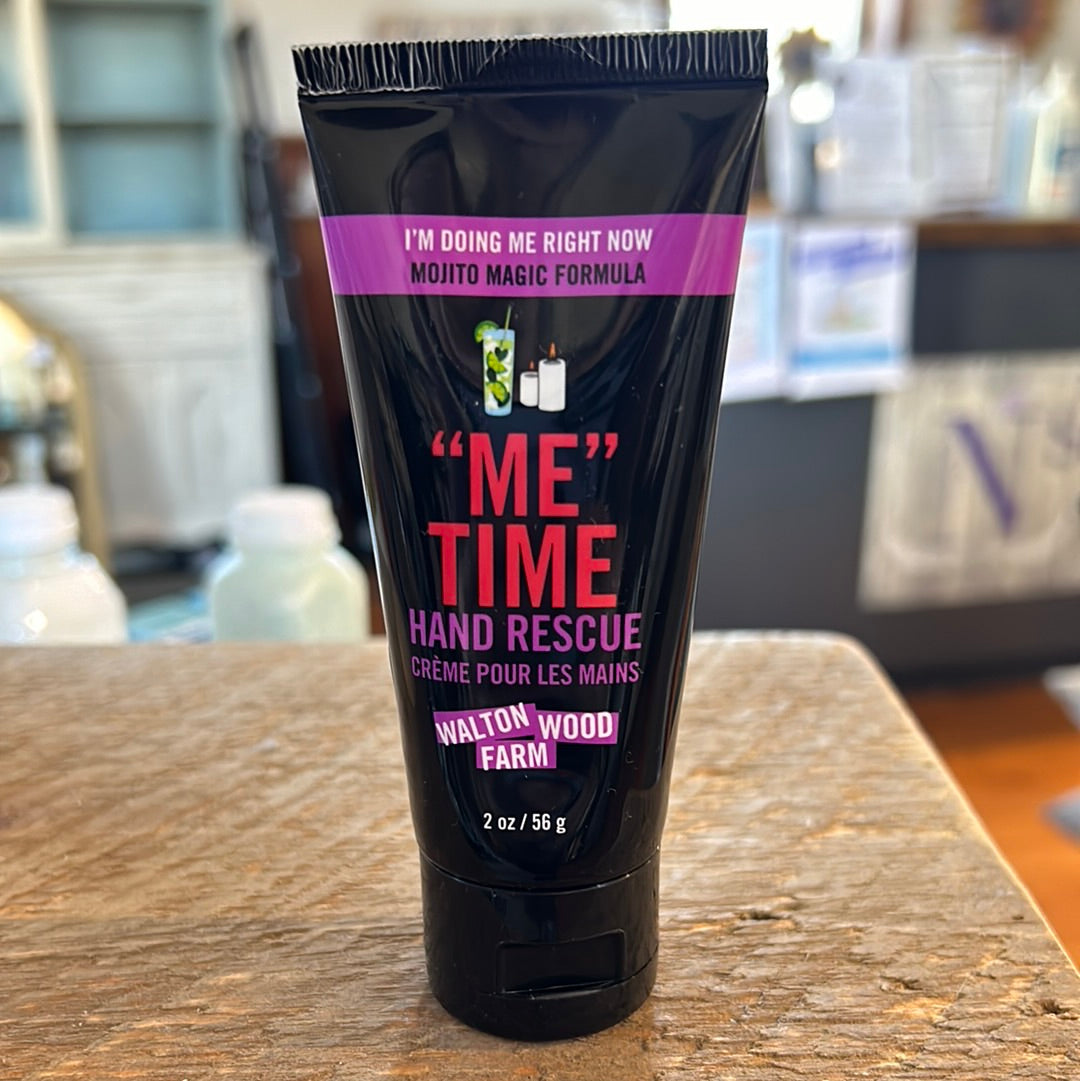 I'M DOING ME RIGHT NOW
MOJITO MAGIC FORMULA
“ME”
TIME
HAND RESCUE
CRÈME POUR LES MAINS
WALTON WOOD
FARM
2 oz / 56 g